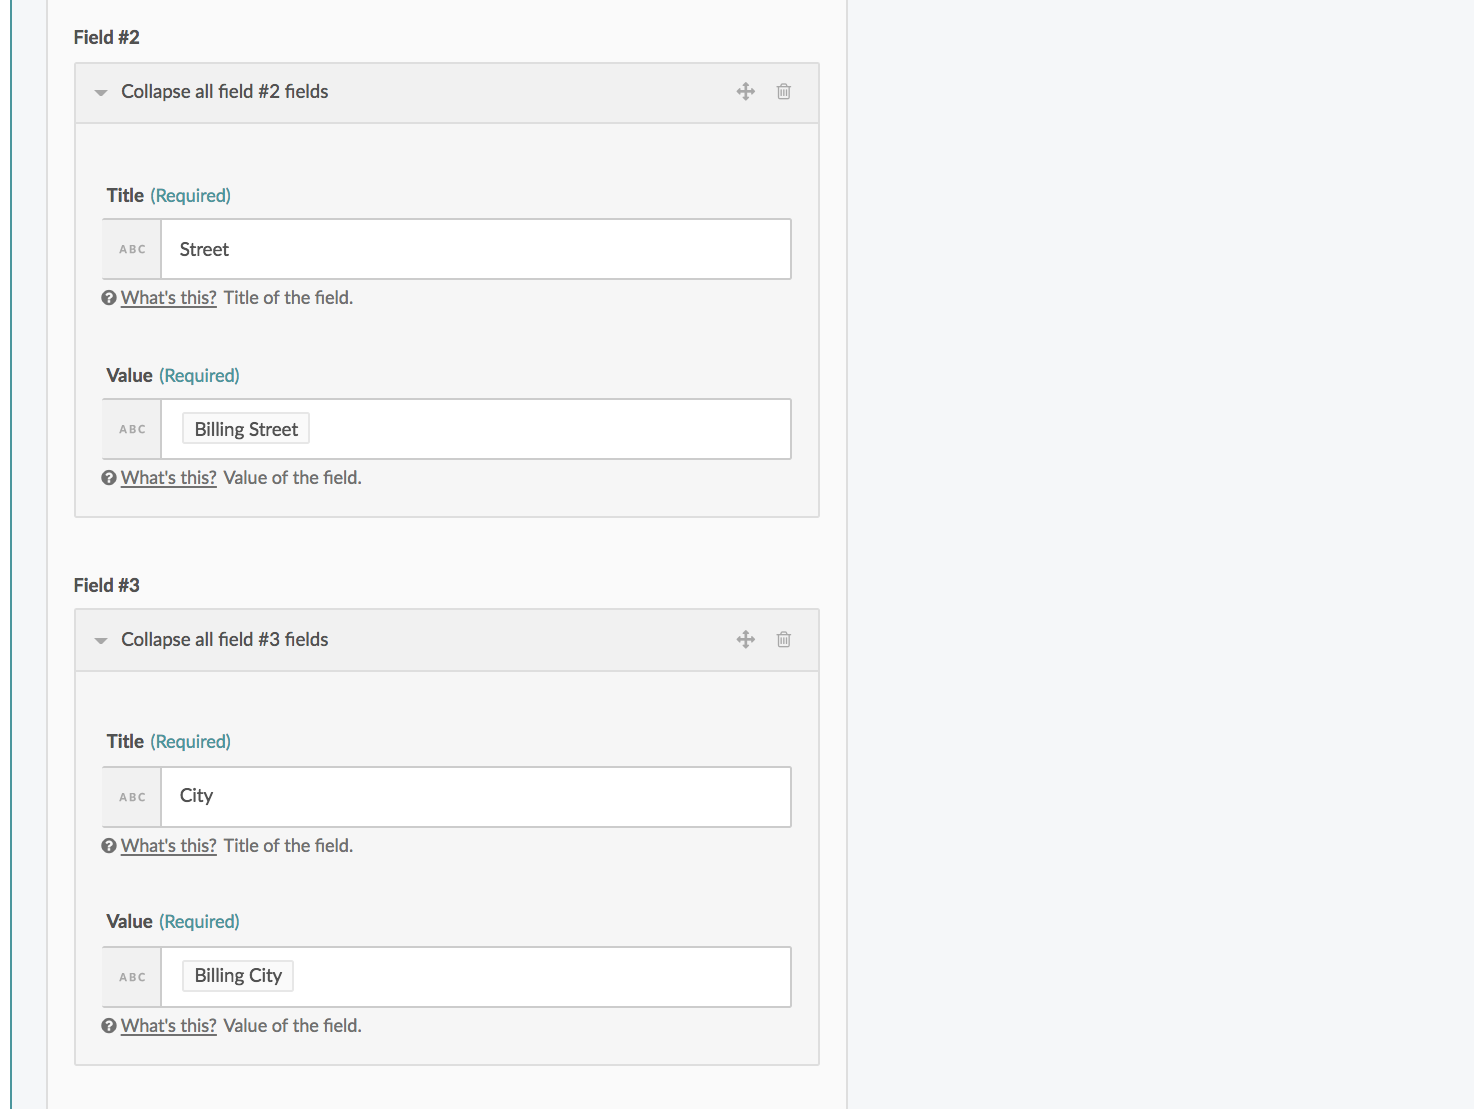 Field #2
Collapse all field #2 fields
Title (Required)
ABC Street
What's this? Title of the field.
Value (Required)
ABC Billing Street
What's this? Value of the field.
Field #3
Collapse all field #3 fields
Title (Required)
ABC City
What's this? Title of the field.
Value (Required)
ABC Billing City
What's this? Value of the field.